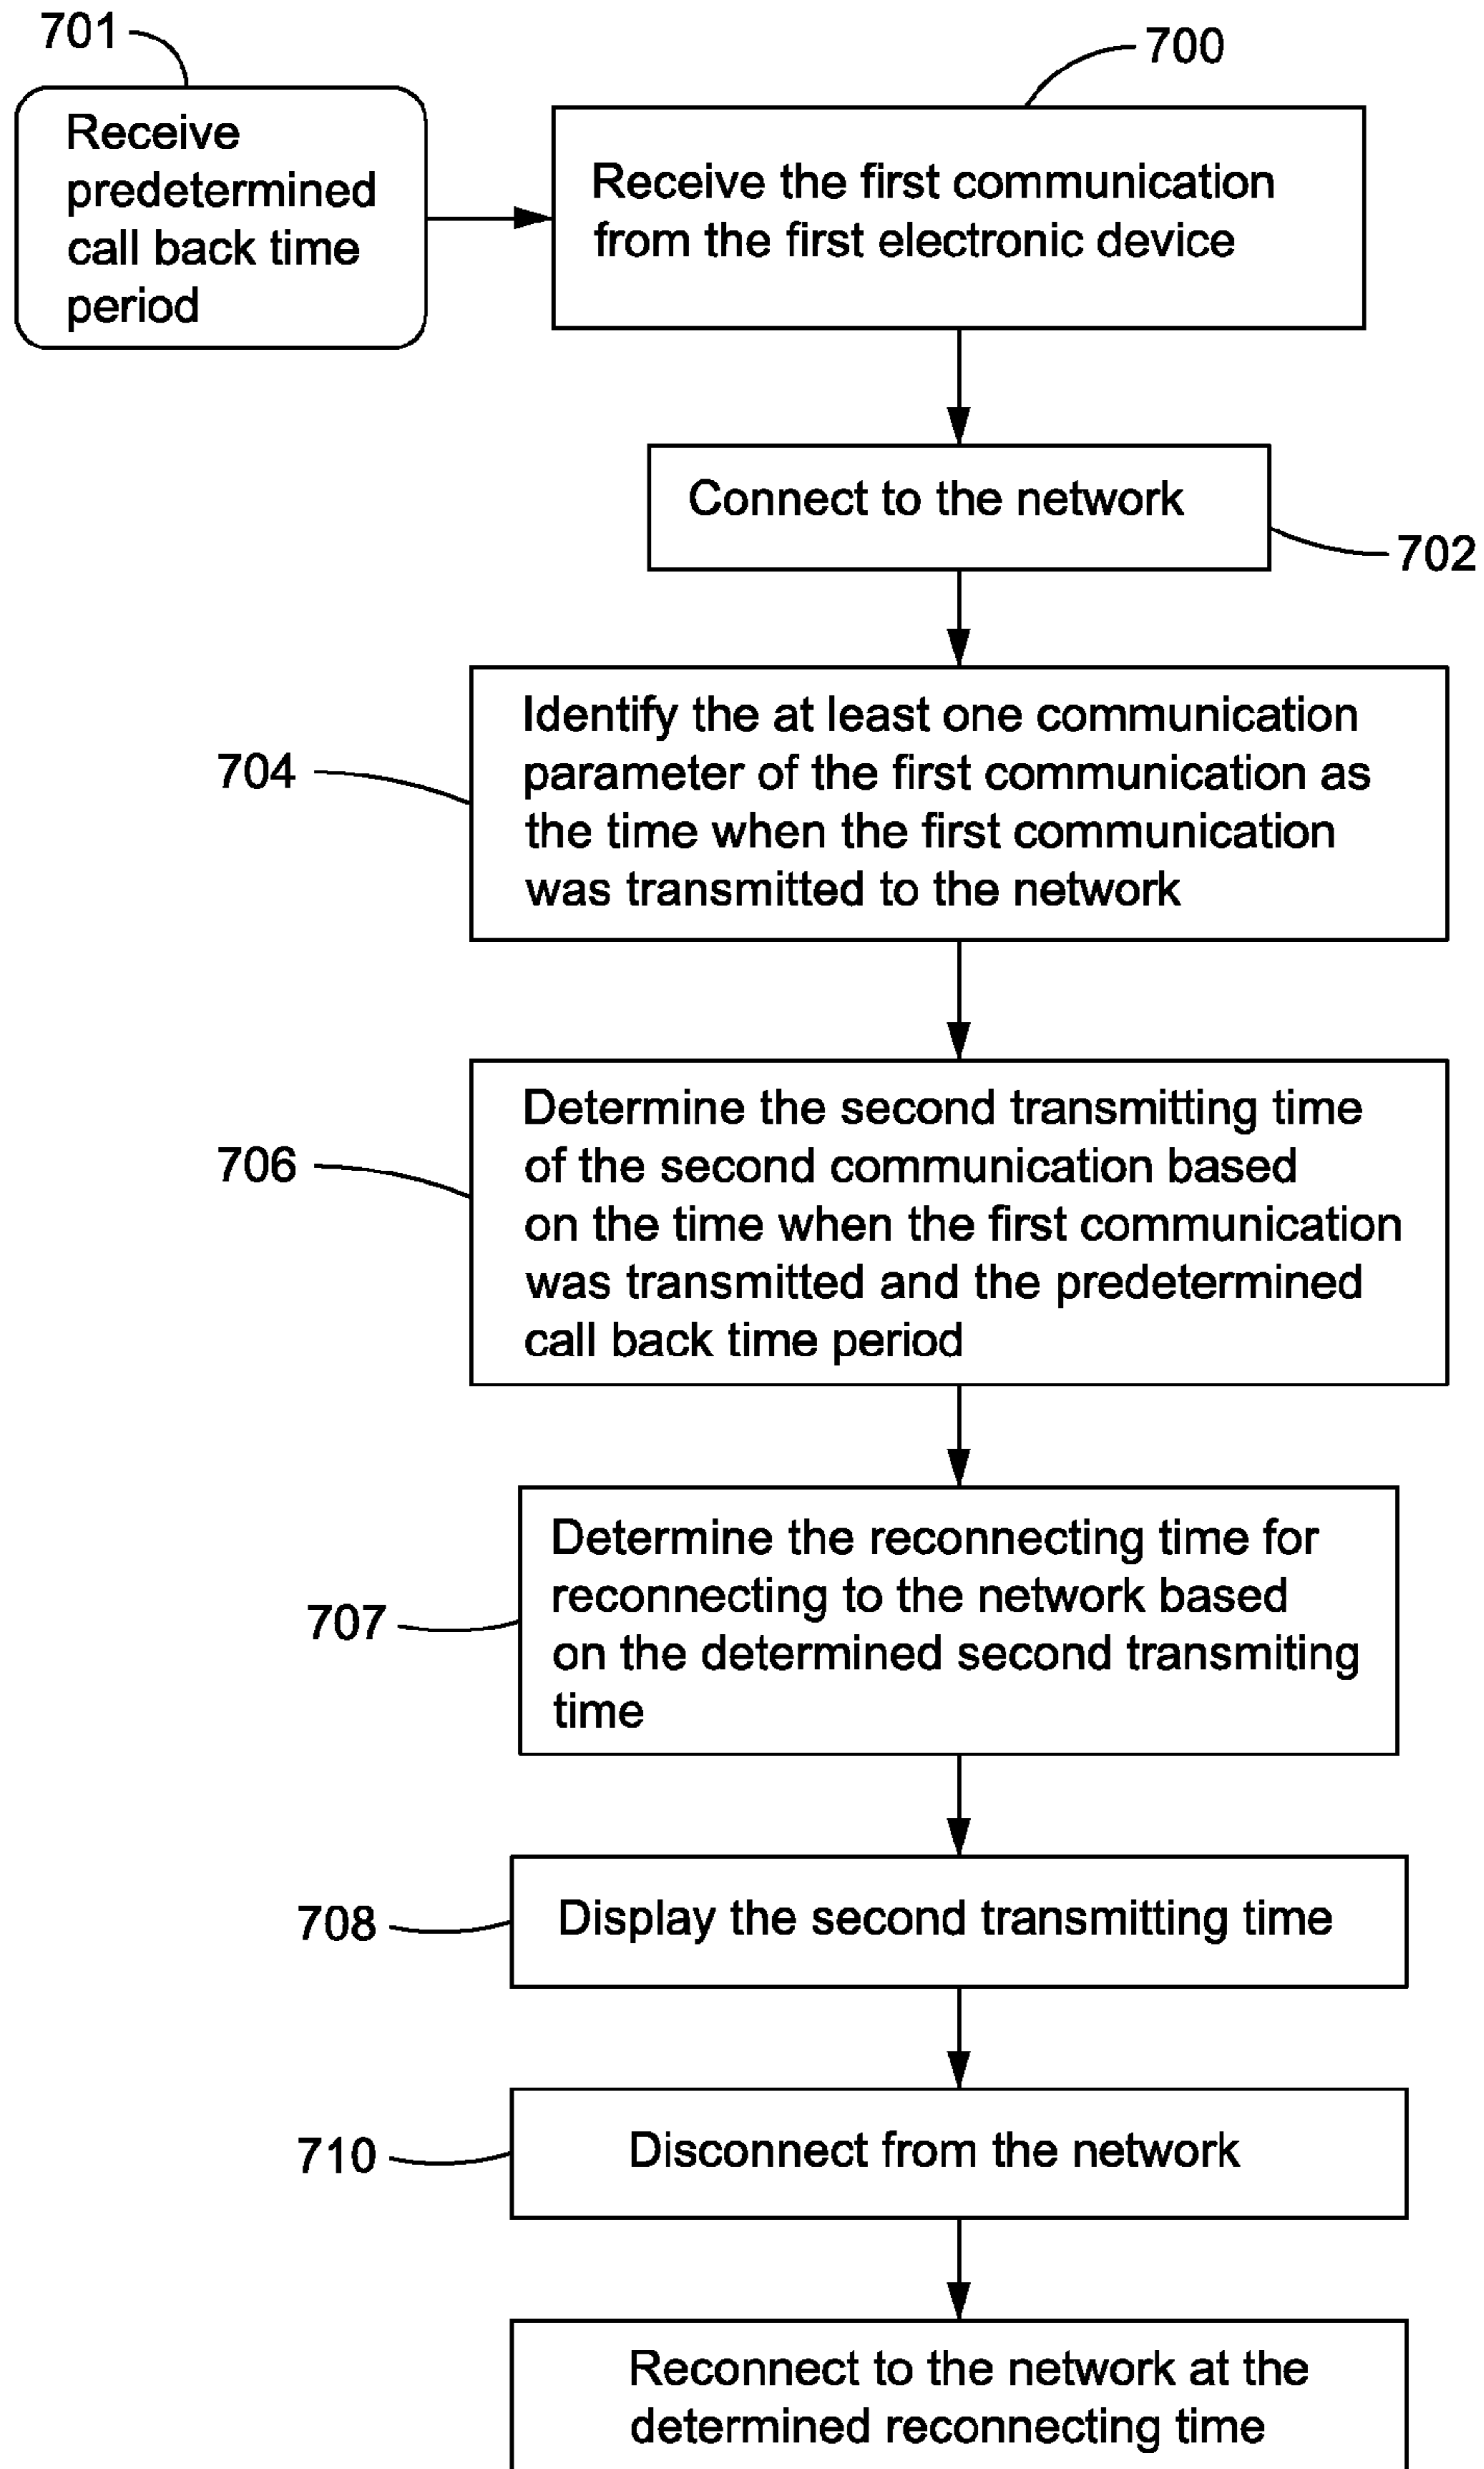 701
700
Receive
predetermined
call back time
period
Receive the first communication
from the first electronic device
Connect to the network
702
704
Identify the at least one communication
parameter of the first communication as
the time when the first communication
was transmitted to the network
706
Determine the second transmitting time
of the second communication based
on the time when the first communication
was transmitted and the predetermined
call back time period
707
Determine the reconnecting time for
reconnecting to the network based
on the determined second transmiting
time
708
Display the second transmitting time
710
Disconnect from the network
Reconnect to the network at the
determined reconnecting time